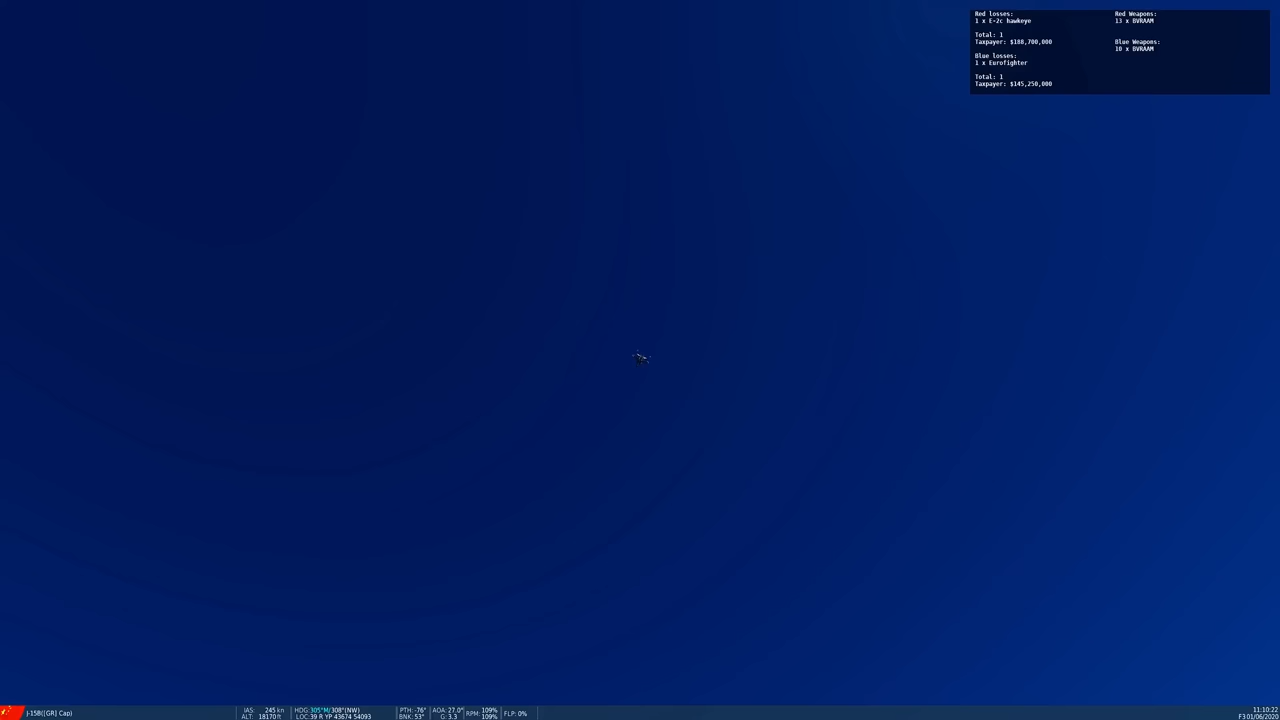 Red losses:
1 x E-2c hawkeye
Total: 1
Taxpayer: $188,700,000
Blue losses:
1 x Eurofighter
Total: 1
Taxpayer: $145,250,000
Red Weapons:
13 x BVRAAM
Blue Weapons:
10 x BVRAAM
J-15B([GR] Cap)
IAS: 245 kn
ALT: 18170 ft
HDG:305°M/308°(NW)
LOC:39 R YP 43674 54093
PTH: -76°
BNK: 53°
AOA: 27.0°
G: 3.3
RPM: 109%
109%
FLP: 0%
11:10:22
F3 01/06/2020